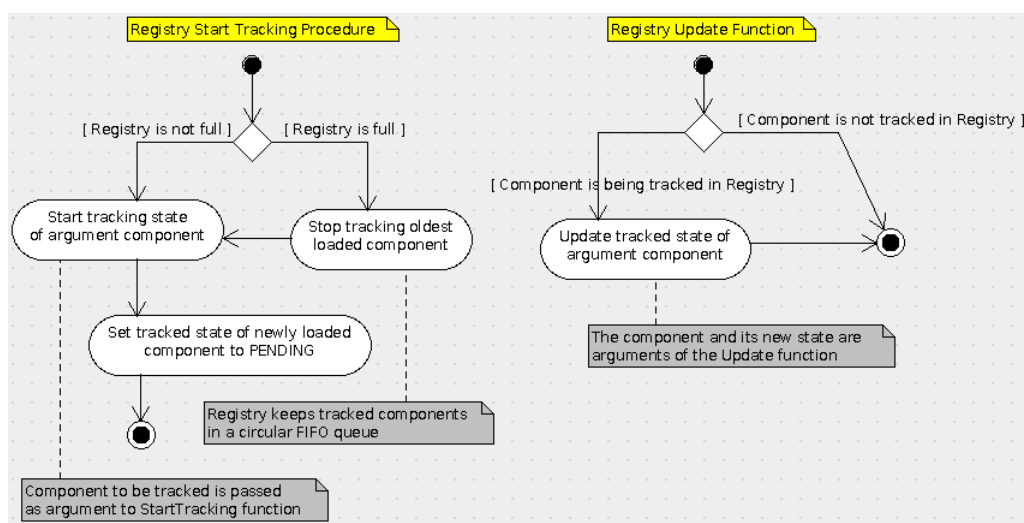 Registry Start Tracking Procedure
[ Registry is not full ]
[ Registry is full ]
Start tracking state
of argument component
Stop tracking oldest
loaded component
Set tracked state of newly loaded
component to PENDING
Registry keeps tracked components
in a circular FIFO queue
Component to be tracked is passed
as argument to StartTracking function
Registry Update Function
[ Component is not tracked in Registry ]
[ Component is being tracked in Registry ]
Update tracked state of
argument component
The component and its new state are
arguments of the Update function